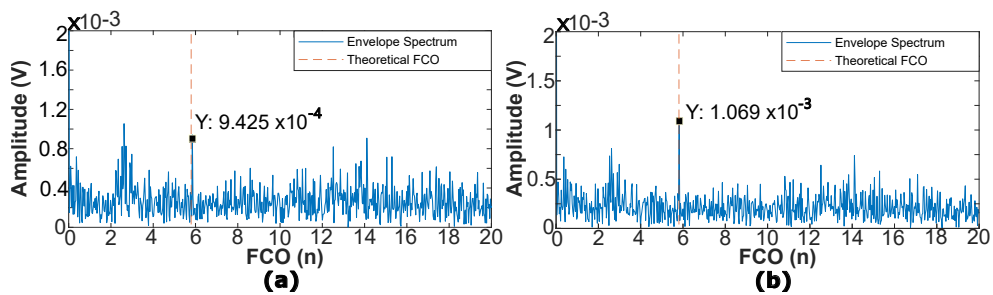 x10-3
2
1.6
1.2
0.8
0.4
0
Amplitude (V)
Envelope Spectrum
Theoretical FCO
Y: 9.425 x10-4
0 2 4 6 8 10 12 14 16 18 20
FCO (n)
(a)
x10-3
2
1.5
1
0.5
0
Amplitude (V)
Envelope Spectrum
Theoretical FCO
Y: 1.069 x10-3
0 2 4 6 8 10 12 14 16 18 20
FCO (n)
(b)